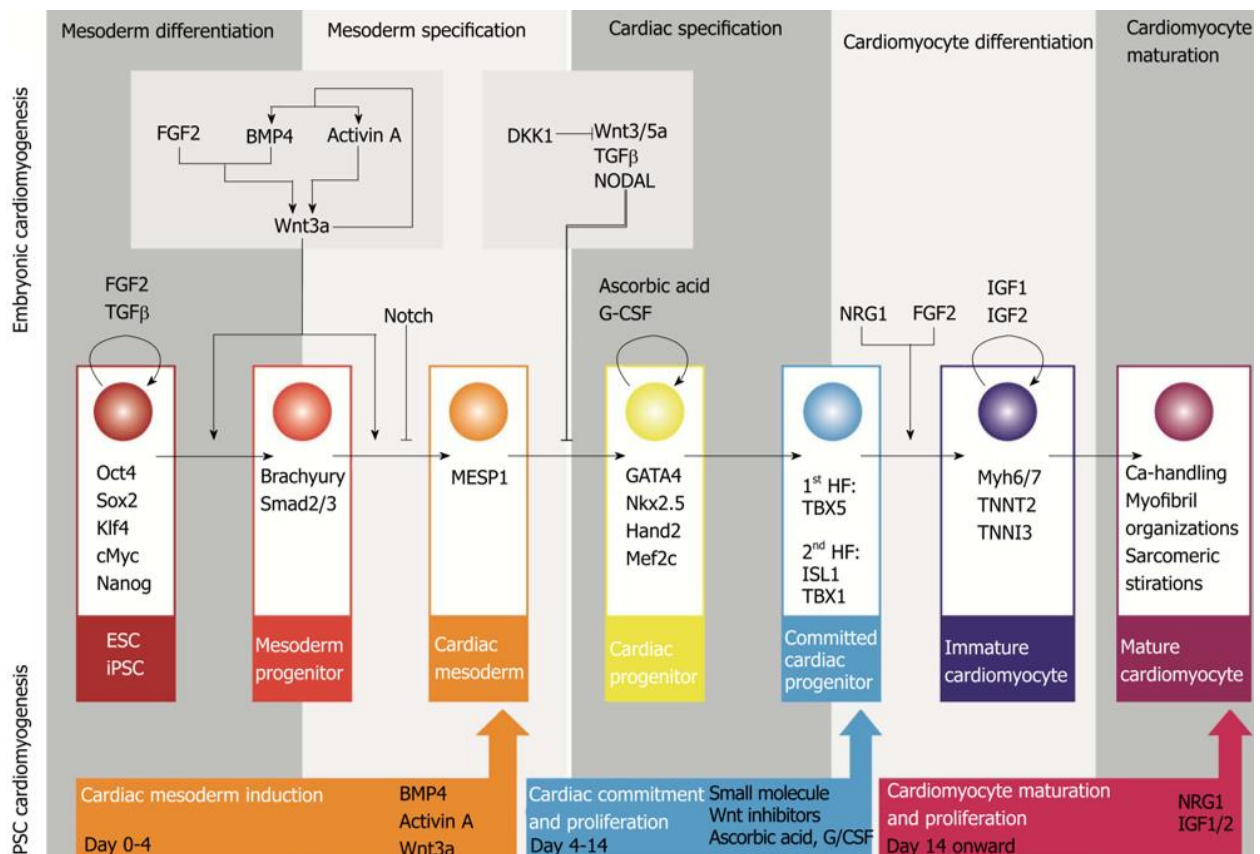 Mesoderm differentiation
Mesoderm specification
Cardiac specification
Cardiomyocyte differentiation
Cardiomyocyte
maturation
Embryonic cardiomyogenesis
FGF2
BMP4
Activin A
Wnt3a
DKK1
Wnt3/5a
TGFβ
NODAL
FGF2
TGFβ
Notch
Ascorbic acid
G-CSF
NRG1
FGF2
IGF1
IGF2
Oct4
Sox2
Klf4
cMyc
Nanog
Brachyury
Smad2/3
MESP1
GATA4
Nkx2.5
Hand2
Mef2c
1st HF:
TBX5
2nd HF:
ISL1
TBX1
Myh6/7
TNNT2
TNNI3
Ca-handling
Myofibril
organizations
Sarcomeric
stirations
ESC
iPSC
Mesoderm
progenitor
Cardiac
mesoderm
Cardiac
progenitor
Committed
cardiac
progenitor
Immature
cardiomyocyte
Mature
cardiomyocyte
PSC cardiomyogenesis
Cardiac mesoderm induction
Day 0-4
BMP4
Activin A
Wnt3a
Cardiac commitment
and proliferation
Day 4-14
Small molecule
Wnt inhibitors
Ascorbic acid, G/CSF
Cardiomyocyte maturation
and proliferation
Day 14 onward
NRG1
IGF1/2